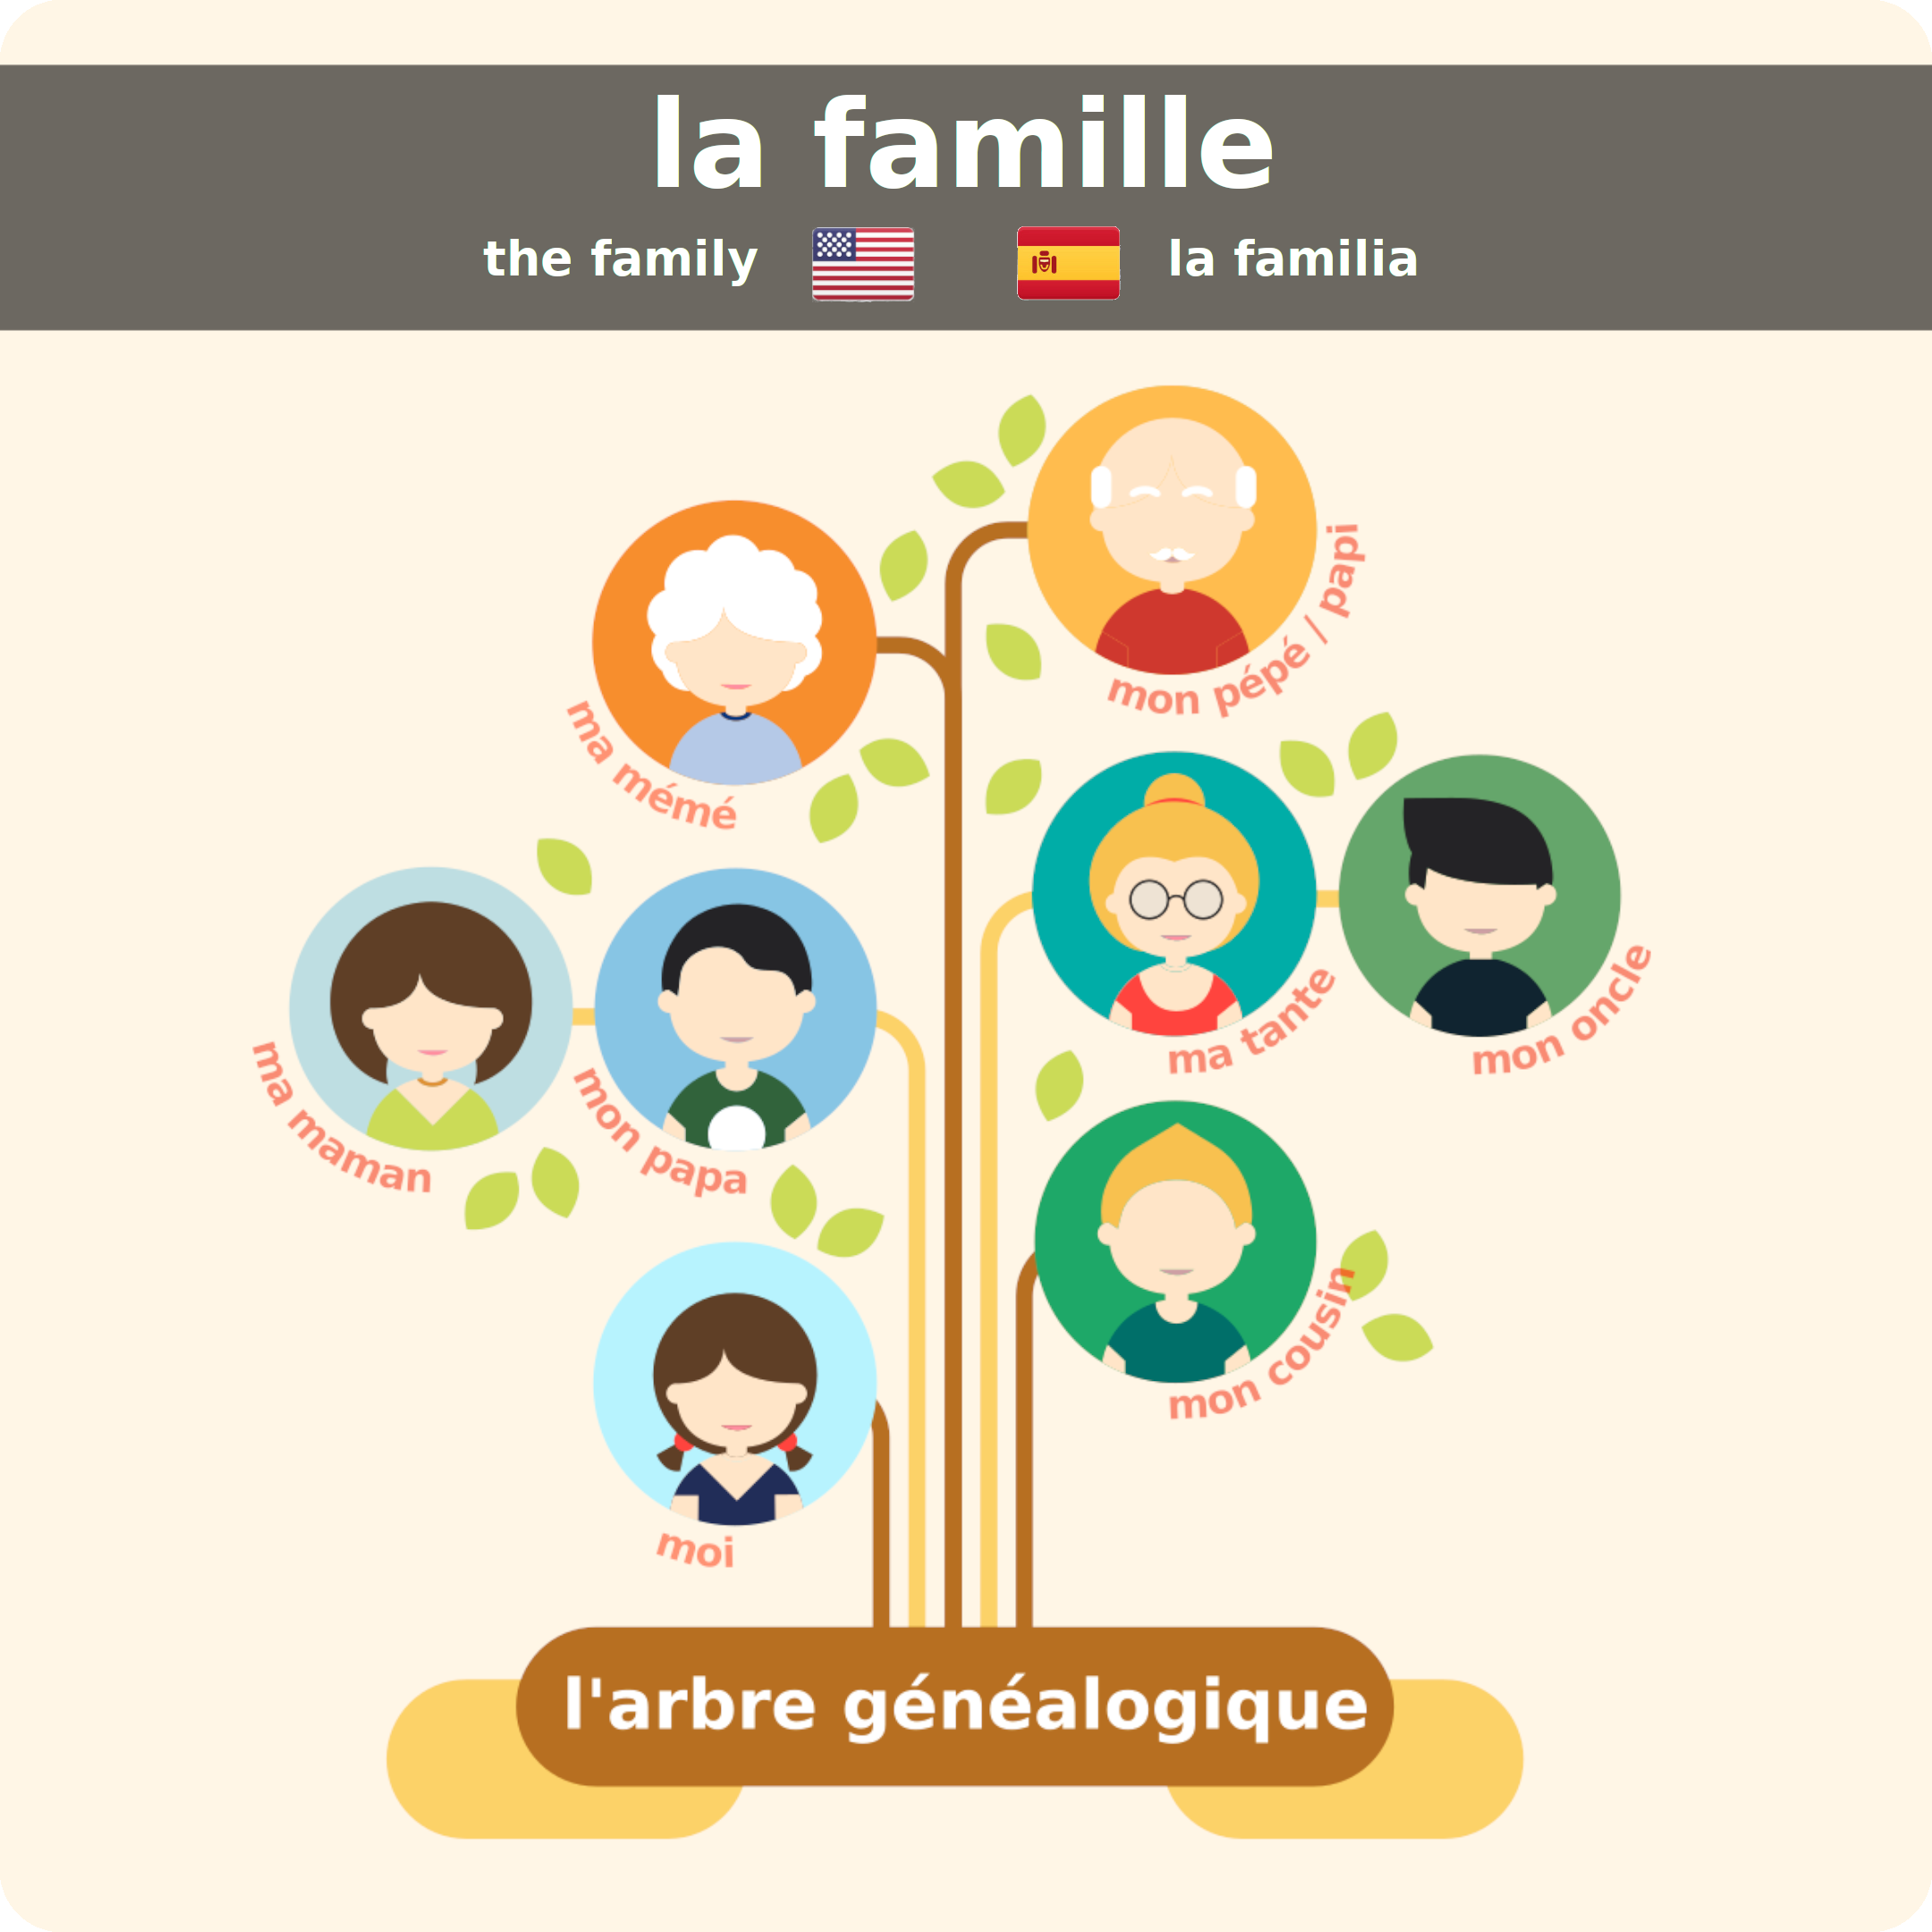 la famille
the family
la familia
mon pépé / papi
ma mémé
ma tante
mon oncle
ma maman
mon papa
mon cousin
moi
l'arbre généalogique